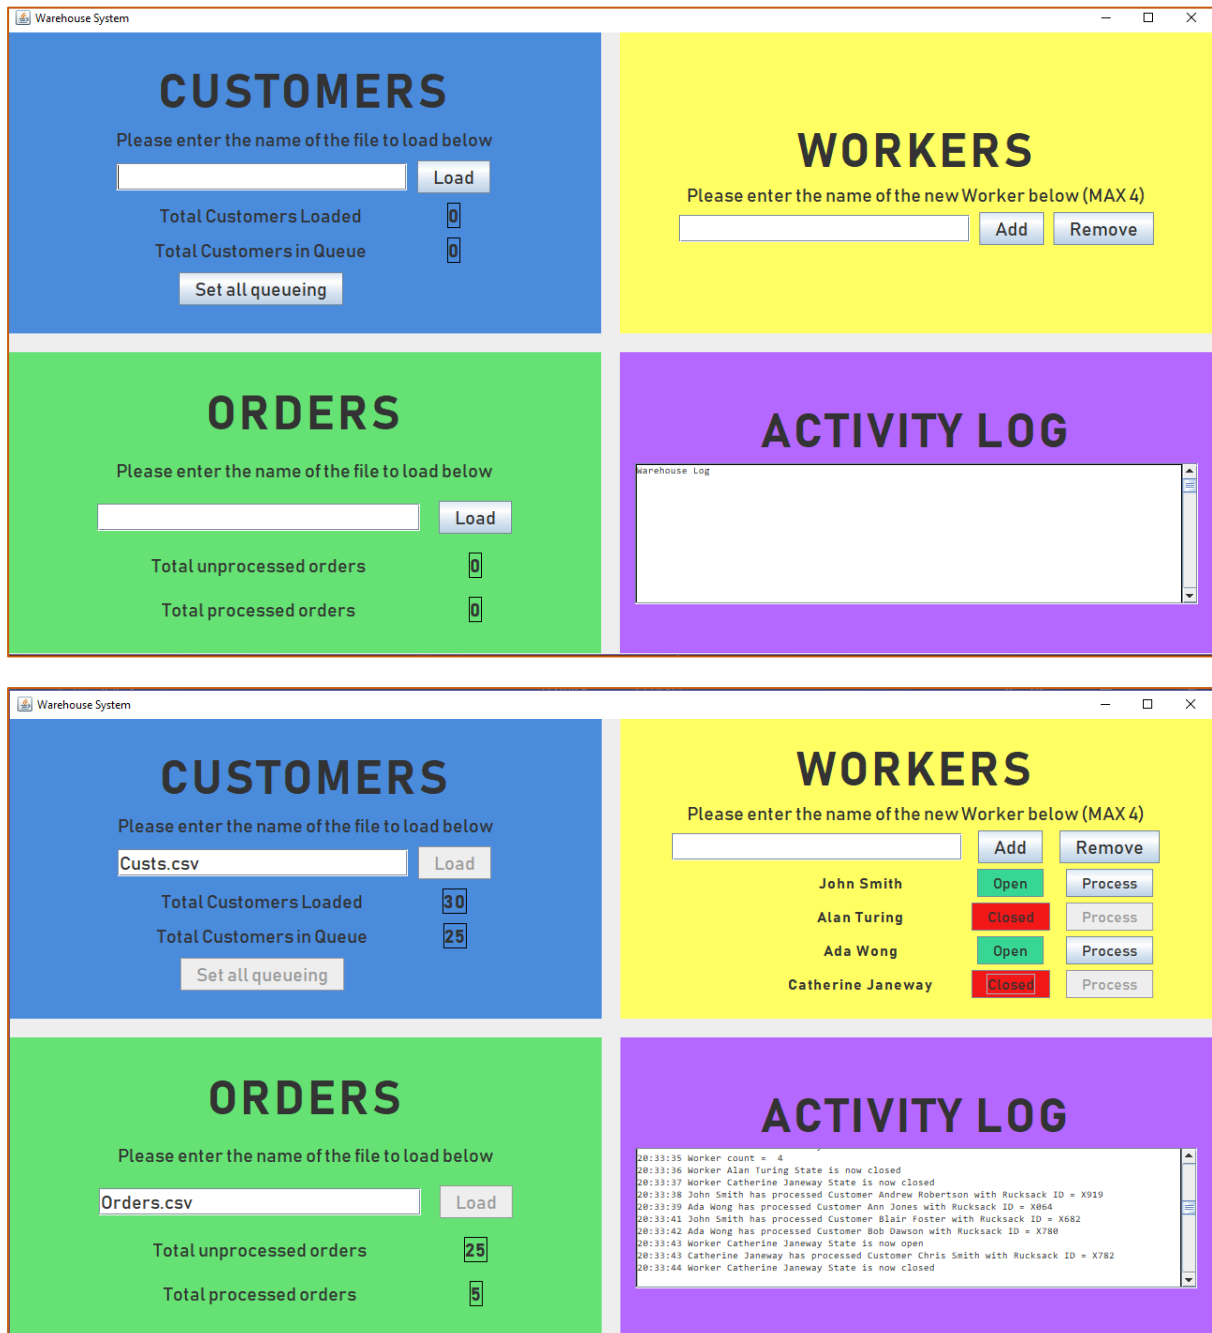 Warehouse System
CUSTOMERS
Please enter the name of the file to load below
Load
Total Customers Loaded 0
Total Customers in Queue 0
Set all queueing
WORKERS
Please enter the name of the new Worker below (MAX 4)
Add Remove
ORDERS
Please enter the name of the file to load below
Load
Total unprocessed orders 0
Total processed orders 0
ACTIVITY LOG
Warehouse Log
Warehouse System
CUSTOMERS
Please enter the name of the file to load below
Custs.csv Load
Total Customers Loaded 30
Total Customers in Queue 25
Set all queueing
WORKERS
Please enter the name of the new Worker below (MAX 4)
Add Remove
John Smith Open Process
Alan Turing Closed Process
Ada Wong Open Process
Catherine Janeway Closed Process
ORDERS
Please enter the name of the file to load below
Orders.csv Load
Total unprocessed orders 25
Total processed orders 5
ACTIVITY LOG
20:33:35 Worker count = 4
20:33:36 Worker Alan Turing State is now closed
20:33:37 Worker Catherine Janeway State is now closed
20:33:38 John Smith has processed Customer Andrew Robertson with Rucksack ID = X919
20:33:39 Ada Wong has processed Customer Ann Jones with Rucksack ID = X064
20:33:41 John Smith has processed Customer Blair Foster with Rucksack ID = X682
20:33:42 Ada Wong has processed Customer Bob Dawson with Rucksack ID = X780
20:33:43 Worker Catherine Janeway State is now open
20:33:43 Catherine Janeway has processed Customer Chris Smith with Rucksack ID = X782
20:33:44 Worker Catherine Janeway State is now closed